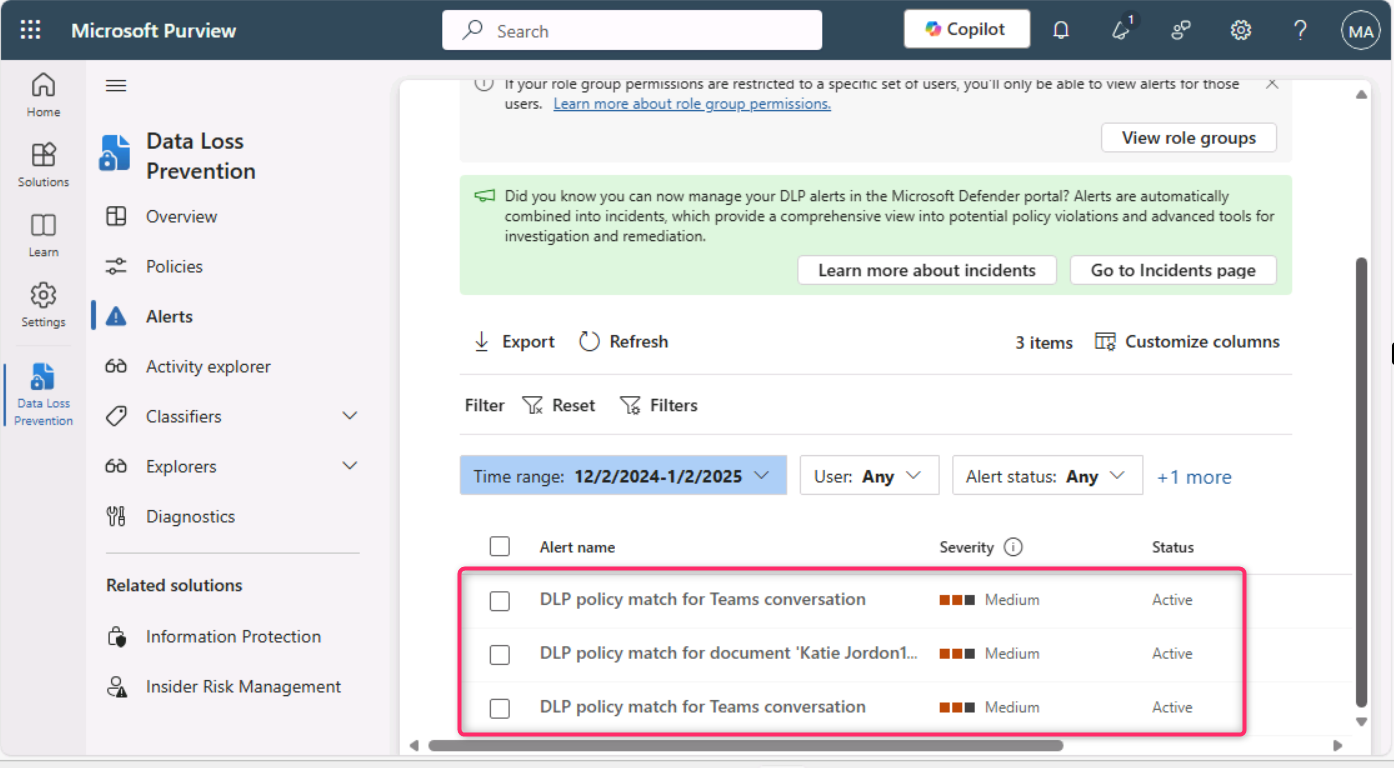 Microsoft Purview
Search
Copilot
1
MA
Home
Solutions
Learn
Settings
Data Loss
Prevention
Data Loss
Prevention
Overview
Policies
Alerts
Activity explorer
Classifiers
Explorers
Diagnostics
Related solutions
Information Protection
Insider Risk Management
If your role group permissions are restricted to a specific set of users, you'll only be able to view alerts for those
users. Learn more about role group permissions.
View role groups
Did you know you can now manage your DLP alerts in the Microsoft Defender portal? Alerts are automatically
combined into incidents, which provide a comprehensive view into potential policy violations and advanced tools for
investigation and remediation.
Learn more about incidents
Go to Incidents page
Export
Refresh
3 items
Customize columns
Filter
Reset
Filters
Time range: 12/2/2024-1/2/2025
User: Any
Alert status: Any
+1 more
Alert name
Severity
Status
DLP policy match for Teams conversation Medium Active
DLP policy match for document 'Katie Jordon1... Medium Active
DLP policy match for Teams conversation Medium Active